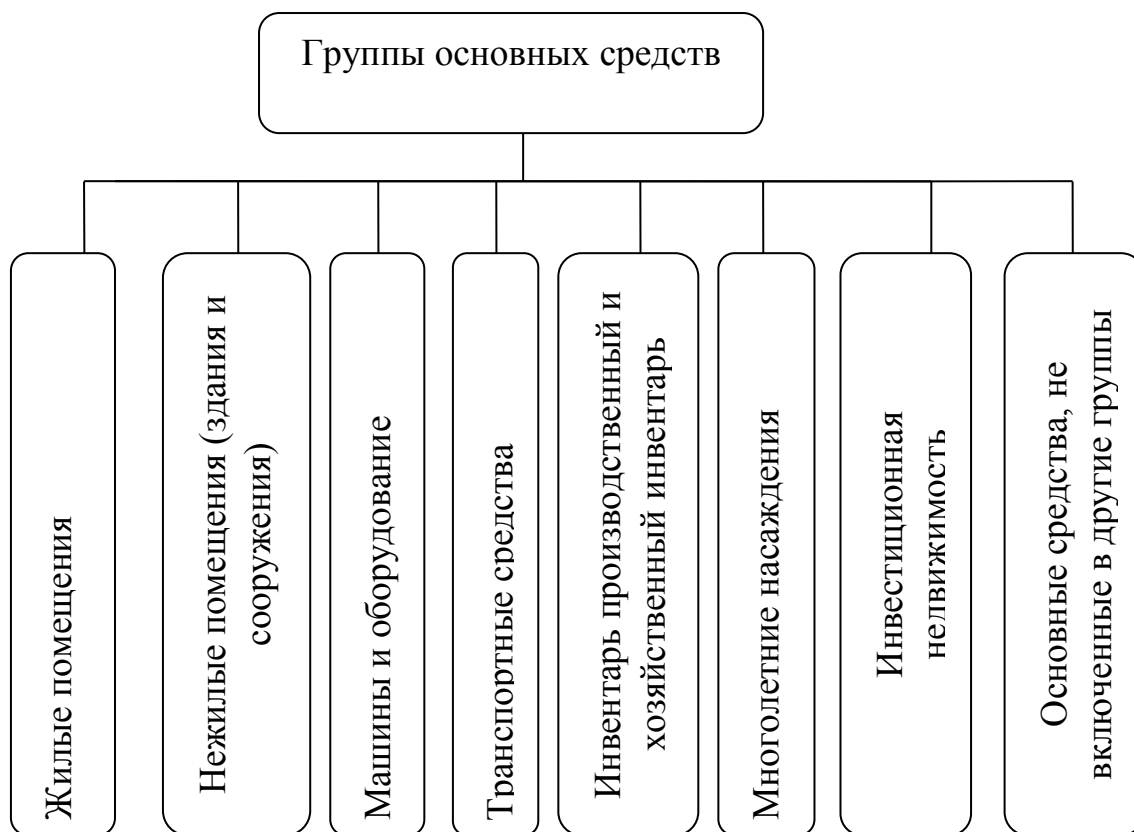 Группы основных средств
Жилые помещения
Нежилые помещения (здания и
сооружения)
Машины и оборудование
Транспортные средства
Инвентарь производственный и
хозяйственный инвентарь
Многолетние насаждения
Инвестиционная
недвижимость
Основные средства, не
включенные в другие группы